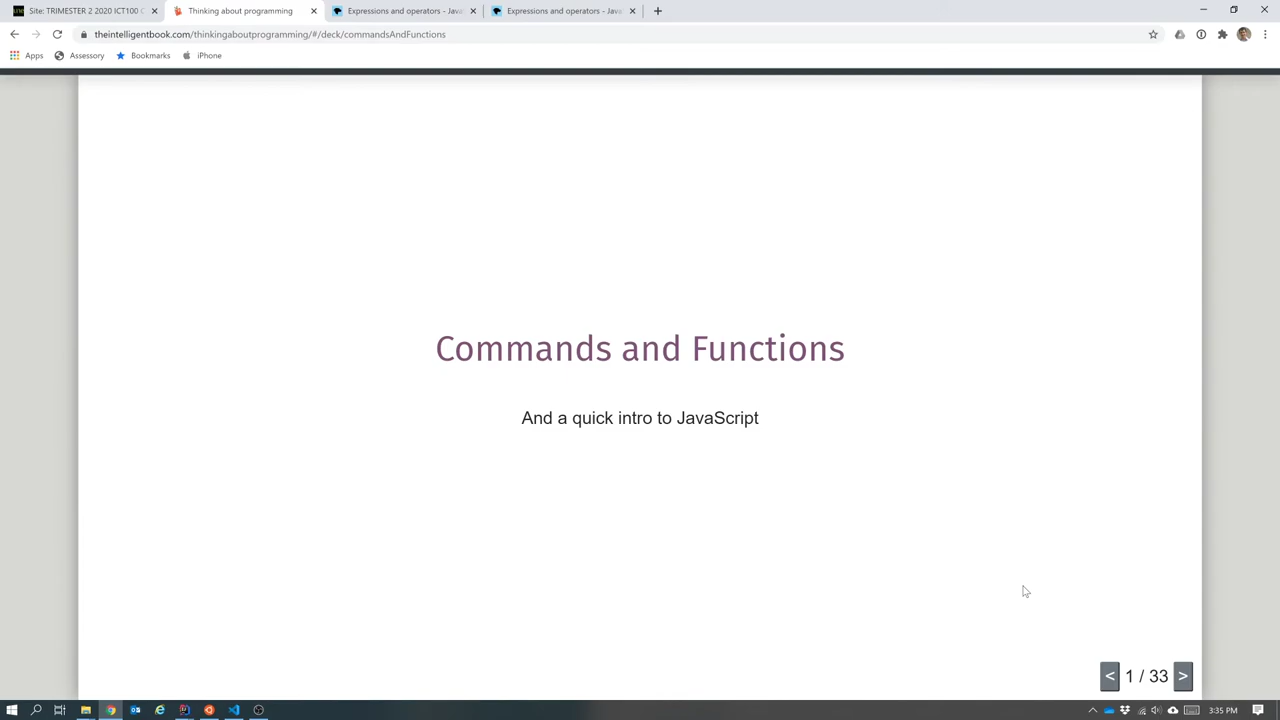 Site: TRIMESTER 2 2020 ICT100 C
Thinking about programming
Expressions and operators - Java
Expressions and operators - Java
theintelligentbook.com/thinkingaboutprogramming/#/deck/commandsAndFunctions
Apps
Assessory
Bookmarks
iPhone
Commands and Functions
And a quick intro to JavaScript
< 1 / 33 >
3:35 PM